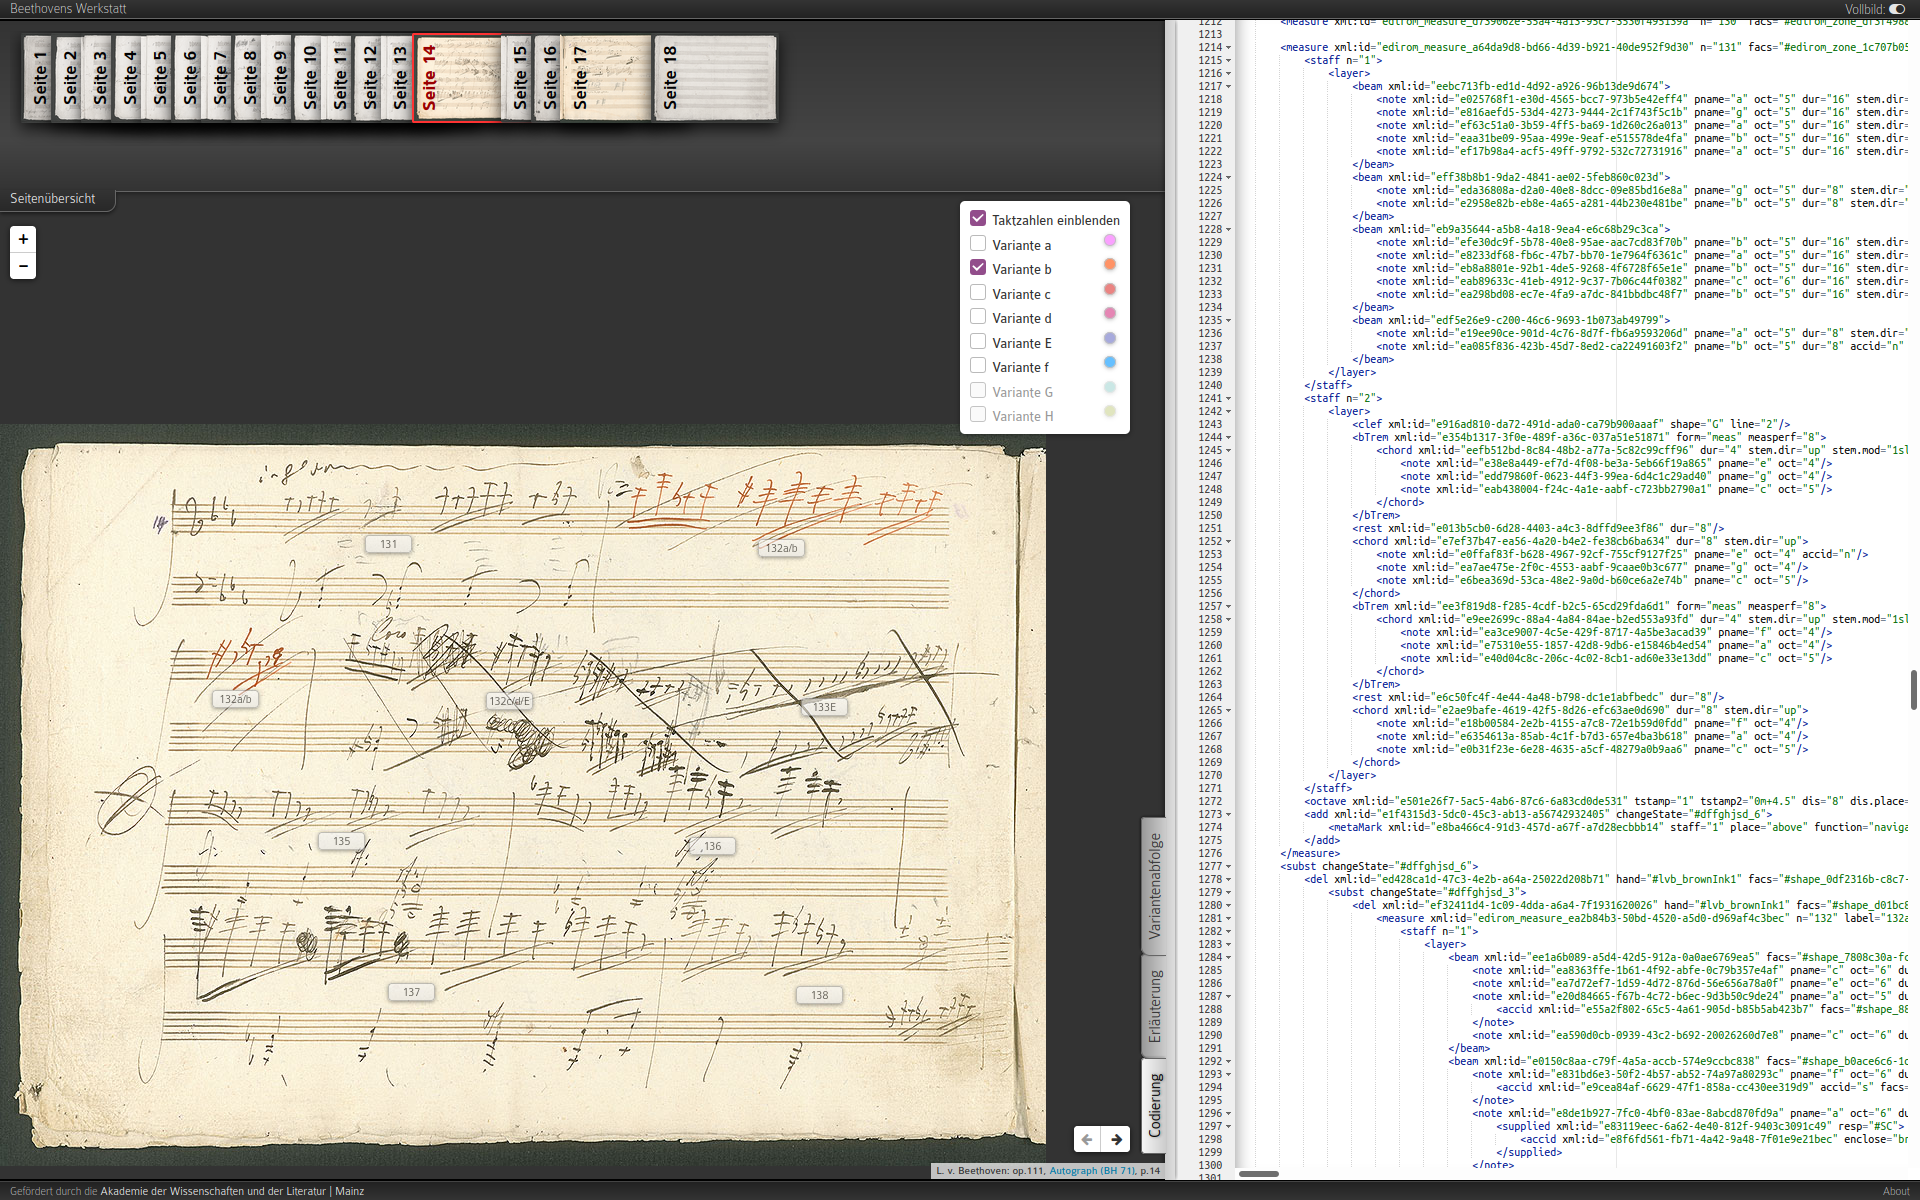 Beethovens Werkstatt
Vollbild:
Seite 1
Seite 2
Seite 3
Seite 4
Seite 5
Seite 6
Seite 7
Seite 8
Seite 9
Seite 10
Seite 11
Seite 12
Seite 13
Seite 14
Seite 15
Seite 16
Seite 17
Seite 18
Seitenübersicht
+
−
Taktzahlen einblenden
Variante a
Variante b
Variante c
Variante d
Variante E
Variante f
Variante G
Variante H
131
132a/b
132a/b
132c/d/E
133E
135
136
137
138
Variantenabfolge
Erläuterung
Codierung
L. v. Beethoven: op.111, Autograph (BH 71), p.14
1213
1214 <measure xml:id="edirom_measure_a64da9d8-bd66-4d39-b921-40de952f9d30" n="131" facs="#edirom_zone_1c707b05
1215 <staff n="1">
1216 <layer>
1217 <beam xml:id="eebc713fb-ed1d-4d92-a926-96b13de9d674">
1218 <note xml:id="e025768f1-e30d-4565-bcc7-973b5e42eff4" pname="a" oct="5" dur="16" stem.dir=
1219 <note xml:id="e816aefd5-53d4-4273-9444-2c1f743f5c1b" pname="g" oct="5" dur="16" stem.dir=
1220 <note xml:id="ef63c51a0-3b59-4ff5-ba69-1d260c26a013" pname="a" oct="5" dur="16" stem.dir=
1221 <note xml:id="eaa31be09-95aa-499e-9eaf-e515578de4fa" pname="b" oct="5" dur="16" stem.dir=
1222 <note xml:id="ef17b98a4-acf5-49ff-9792-532c72731916" pname="a" oct="5" dur="16" stem.dir=
1223 </beam>
1224 <beam xml:id="eff38b8b1-9da2-4841-ae02-5feb860c023d">
1225 <note xml:id="eda36808a-d2a0-40e8-8dcc-09e85bd16e8a" pname="g" oct="5" dur="8" stem.dir="
1226 <note xml:id="e2958e82b-eb8e-4a65-a281-44b230e481be" pname="b" oct="5" dur="8" stem.dir="
1227 </beam>
1228 <beam xml:id="eb9a35644-a5b8-4a18-9ea4-e6c68b29c3ca">
1229 <note xml:id="efe30dc9f-5b78-40e8-95ae-aac7cd83f70b" pname="b" oct="5" dur="16" stem.dir=
1230 <note xml:id="e8233df68-fb6c-47b7-bb70-1e7964f6361c" pname="a" oct="5" dur="16" stem.dir=
1231 <note xml:id="eb8a8801e-92b1-4de5-9268-4f6728f65e1e" pname="b" oct="5" dur="16" stem.dir=
1232 <note xml:id="eab89633c-41eb-4912-9c37-7b06c44f0382" pname="c" oct="6" dur="16" stem.dir=
1233 <note xml:id="ea298bd08-ec7e-4fa9-a7dc-841bbdbc48f7" pname="b" oct="5" dur="16" stem.dir=
1234 </beam>
1235 <beam xml:id="edf5e26e9-c200-46c6-9693-1b073ab49799">
1236 <note xml:id="e19ee90ce-901d-4c76-8d7f-fb6a9593206d" pname="a" oct="5" dur="8" stem.dir="
1237 <note xml:id="ea085f836-423b-45d7-8ed2-ca22491603f2" pname="b" oct="5" dur="8" accid="n"
1238 </beam>
1239 </layer>
1240 </staff>
1241 <staff n="2">
1242 <layer>
1243 <clef xml:id="e916ad810-da72-491d-ada0-ca79b900aaaf" shape="G" line="2"/>
1244 <bTrem xml:id="e354b1317-3f0e-489f-a36c-037a51e51871" form="meas" measperf="8">
1245 <chord xml:id="eefb512bd-8c84-48b2-a77a-5c82c99cff96" dur="4" stem.dir="up" stem.mod="1sl
1246 <note xml:id="e38e8a449-ef7d-4f08-be3a-5eb66f19a865" pname="e" oct="4"/>
1247 <note xml:id="edd79860f-0623-44f3-99ea-6d4c1c29ad40" pname="g" oct="4"/>
1248 <note xml:id="eab438004-f24c-4a1e-aabf-c723bb2790a1" pname="c" oct="5"/>
1249 </chord>
1250 </bTrem>
1251 <rest xml:id="e013b5cb0-6d28-4403-a4c3-8dffd9ee3f86" dur="8"/>
1252 <chord xml:id="e7ef37b47-ea56-4a20-b4e2-fe38cb6ba634" dur="8" stem.dir="up">
1253 <note xml:id="e0ffaf83f-b628-4967-92cf-755cf9127f25" pname="e" oct="4" accid="n"/>
1254 <note xml:id="ea7ae475e-2f0c-4553-aabf-9caae0b3c677" pname="g" oct="4"/>
1255 <note xml:id="e6bea369d-53ca-48e2-9a0d-b60ce6a2e74b" pname="c" oct="5"/>
1256 </chord>
1257 <bTrem xml:id="ee3f819d8-f285-4cdf-b2c5-65cd29fda6d1" form="meas" measperf="8">
1258 <chord xml:id="e9ee2699c-88a4-4a84-84ae-b2ed553a93fd" dur="4" stem.dir="up" stem.mod="1sl
1259 <note xml:id="ea3ce9007-4c5e-429f-8717-4a5be3acad39" pname="f" oct="4"/>
1260 <note xml:id="e75310e55-1857-42d8-9db6-e15846b4ed54" pname="a" oct="4"/>
1261 <note xml:id="e40d04c8c-206c-4c02-8cb1-ad60e33e13dd" pname="c" oct="5"/>
1262 </chord>
1263 </bTrem>
1264 <rest xml:id="e6c50fc4f-4e44-4a48-b798-dc1e1abfbedc" dur="8"/>
1265 <chord xml:id="e2ae9bafe-4619-42f5-8d26-efc63ae0d690" dur="8" stem.dir="up">
1266 <note xml:id="e18b00584-2e2b-4155-a7c8-72e1b59d0fdd" pname="f" oct="4"/>
1267 <note xml:id="e6354613a-85ab-4c1f-b7d3-657e4ba3b618" pname="a" oct="4"/>
1268 <note xml:id="e0b31f23e-6e28-4635-a5cf-48279a0b9aa6" pname="c" oct="5"/>
1269 </chord>
1270 </layer>
1271 </staff>
1272 <octave xml:id="e501e26f7-5ac5-4ab6-87c6-6a83cd0de531" tstamp="1" tstamp2="0m+4.5" dis="8" dis.place=
1273 <add xml:id="e1f4315d3-5dc0-45c3-ab13-a56742932405" changeState="#dffghjsd_6">
1274 <metaMark xml:id="e8ba466c4-91d3-457d-a67f-a7d28ecbbb14" staff="1" place="above" function="naviga
1275 </add>
1276 </measure>
1277 <subst changeState="#dffghjsd_6">
1278 <del xml:id="ed428ca1d-47c3-4e2b-a64a-25022d208b71" hand="#lvb_brownInk1" facs="#shape_0df2316b-c8c7-
1279 <subst changeState="#dffghjsd_3">
1280 <del xml:id="ef32411d4-1c09-4dda-a6a4-7f1931620026" hand="#lvb_brownInk1" facs="#shape_d01bc8
1281 <measure xml:id="edirom_measure_ea2b84b3-50bd-4520-a5d0-d969af4c3bec" n="132" label="132a
1282 <staff n="1">
1283 <layer>
1284 <beam xml:id="ee1a6b089-a5d4-42d5-912a-0a0ae6769ea5" facs="#shape_7808c30a-fc
1285 <note xml:id="ea8363ffe-1b61-4f92-abfe-0c79b357e4af" pname="c" oct="6" du
1286 <note xml:id="ea7d72ef7-1d59-4d72-876d-56e656a78a0f" pname="e" oct="6" du
1287 <note xml:id="e20d84665-f67b-4c72-b6ec-9d3b50c9de24" pname="a" oct="5" du
1288 <accid xml:id="e55a2f802-65c5-4a61-905d-b85b5ab423b7" facs="#shape_88
1289 </note>
1290 <note xml:id="ea590d0cb-0939-43c2-b692-20026260d7e8" pname="c" oct="6" du
1291 </beam>
1292 <beam xml:id="e0150c8aa-c79f-4a5a-accb-574e9ccbc838" facs="#shape_b0ace6c6-1c
1293 <note xml:id="e831bd6e3-50f2-4b57-ab52-74a97a80293c" pname="f" oct="6" du
1294 <accid xml:id="e9cea84af-6629-47f1-858a-cc430ee319d9" accid="s" facs=
1295 </note>
1296 <note xml:id="e8de1b927-7fc0-4bf0-83ae-8abcd870fd9a" pname="a" oct="6" du
1297 <supplied xml:id="e83119eec-6a62-4e40-812f-9403c3091c49" resp="#SC">
1298 <accid xml:id="e8f6fd561-fb71-4a42-9a48-7f01e9e21bec" enclose="br
1299 </supplied>
1300 </note>
1301
Gefördert durch die Akademie der Wissenschaften und der Literatur | Mainz
About